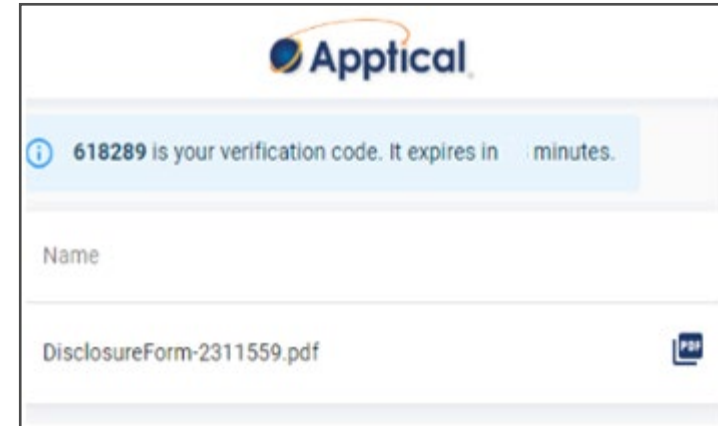 Apptical
618289 is your verification code. It expires in minutes.
Name
DisclosureForm-2311559.pdf
PDF